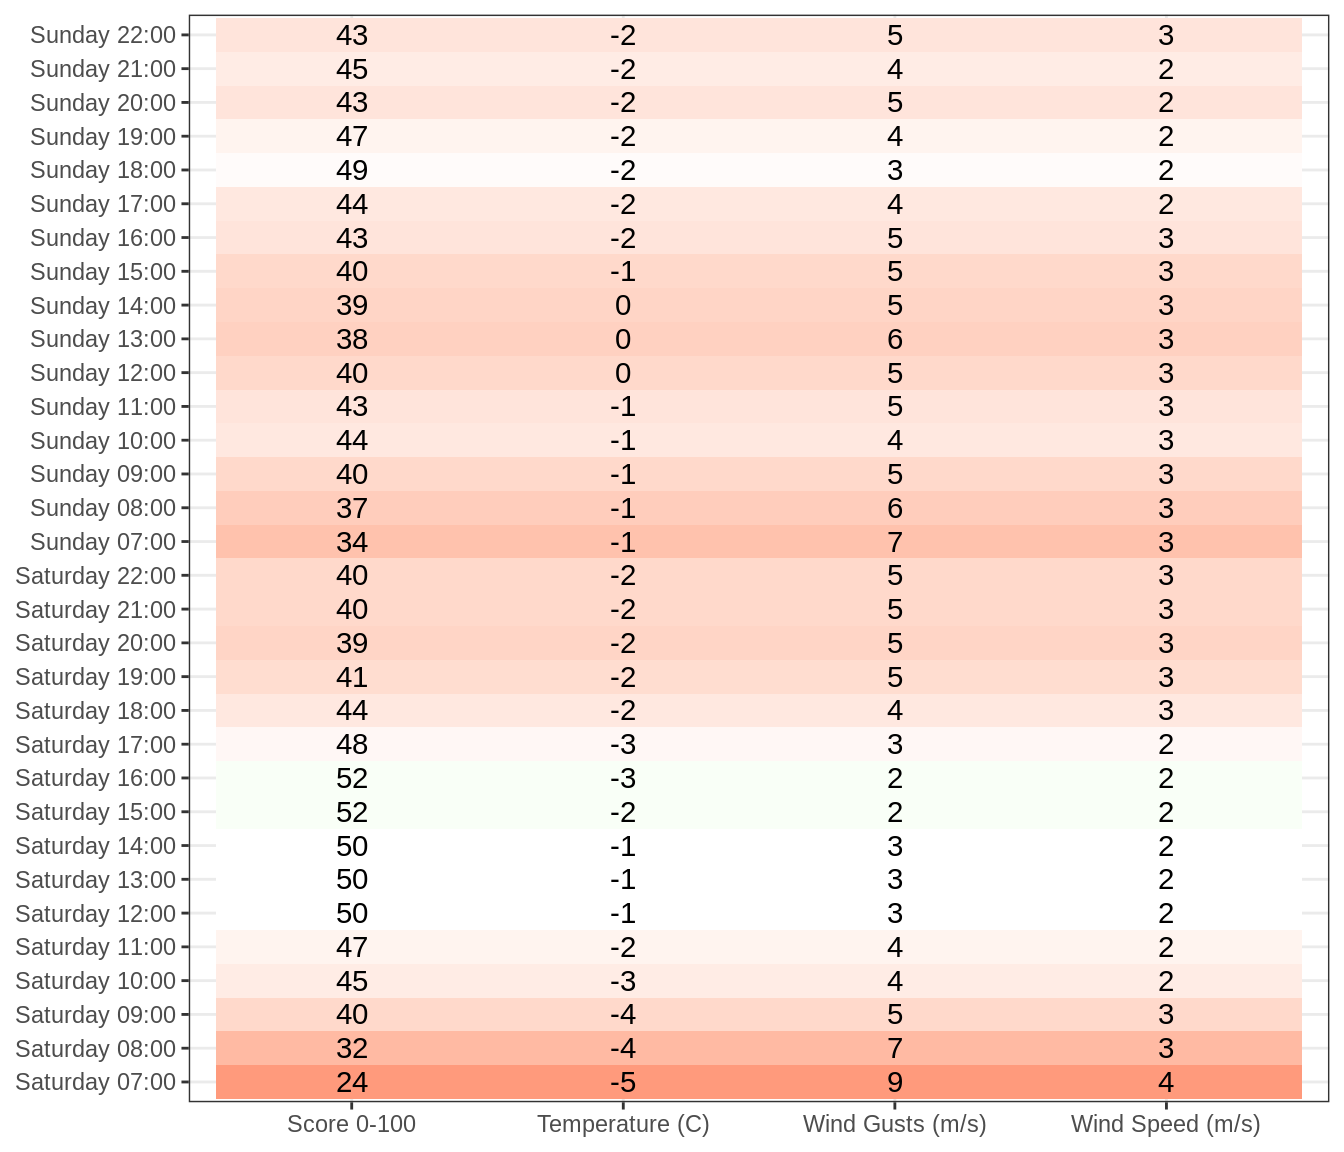 Sunday 22:00 43 -2 5 3
Sunday 21:00 45 -2 4 2
Sunday 20:00 43 -2 5 2
Sunday 19:00 47 -2 4 2
Sunday 18:00 49 -2 3 2
Sunday 17:00 44 -2 4 2
Sunday 16:00 43 -2 5 3
Sunday 15:00 40 -1 5 3
Sunday 14:00 39 0 5 3
Sunday 13:00 38 0 6 3
Sunday 12:00 40 0 5 3
Sunday 11:00 43 -1 5 3
Sunday 10:00 44 -1 4 3
Sunday 09:00 40 -1 5 3
Sunday 08:00 37 -1 6 3
Sunday 07:00 34 -1 7 3
Saturday 22:00 40 -2 5 3
Saturday 21:00 40 -2 5 3
Saturday 20:00 39 -2 5 3
Saturday 19:00 41 -2 5 3
Saturday 18:00 44 -2 4 3
Saturday 17:00 48 -3 3 2
Saturday 16:00 52 -3 2 2
Saturday 15:00 52 -2 2 2
Saturday 14:00 50 -1 3 2
Saturday 13:00 50 -1 3 2
Saturday 12:00 50 -1 3 2
Saturday 11:00 47 -2 4 2
Saturday 10:00 45 -3 4 2
Saturday 09:00 40 -4 5 3
Saturday 08:00 32 -4 7 3
Saturday 07:00 24 -5 9 4
Score 0-100 Temperature (C) Wind Gusts (m/s) Wind Speed (m/s)